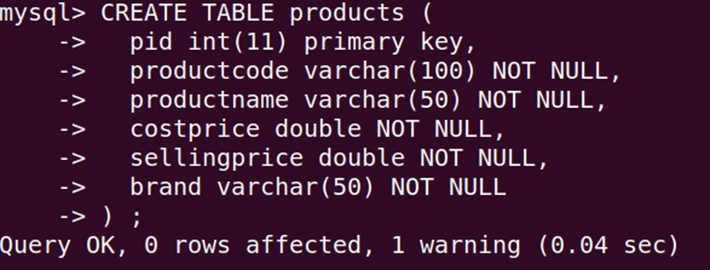 mysql> CREATE TABLE products (
    ->   pid int(11) primary key,
    ->   productcode varchar(100) NOT NULL,
    ->   productname varchar(50) NOT NULL,
    ->   costprice double NOT NULL,
    ->   sellingprice double NOT NULL,
    ->   brand varchar(50) NOT NULL
    -> ) ;
Query OK, 0 rows affected, 1 warning (0.04 sec)